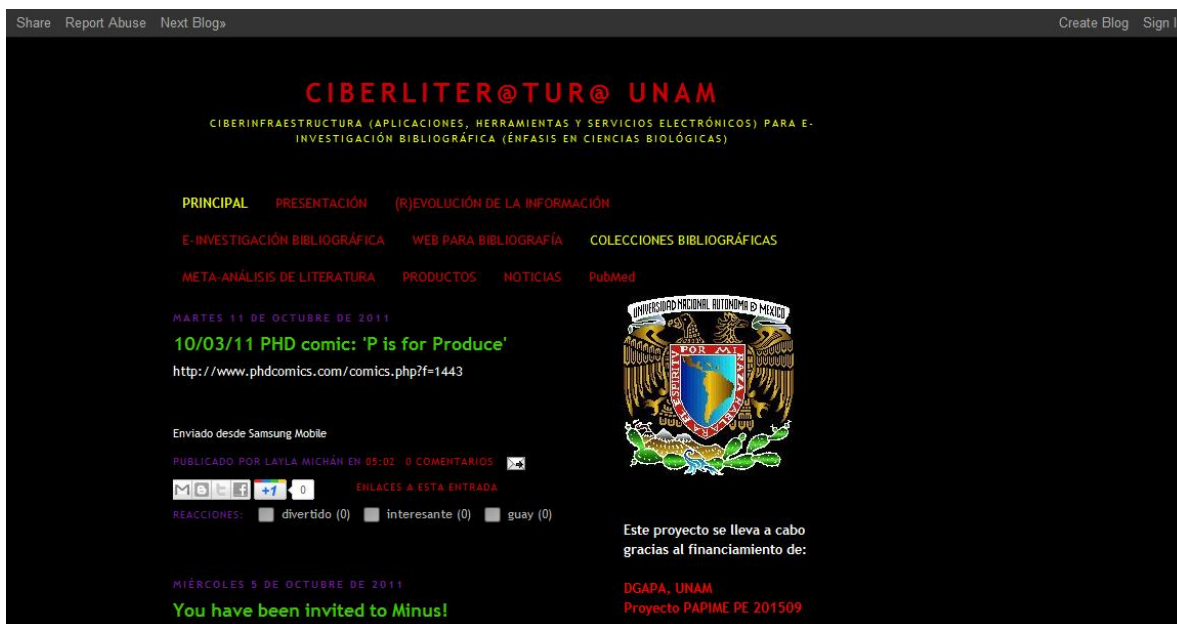 Share Report Abuse Next Blog»
Create Blog Sign I
CIBERLITER@TUR@ UNAM
CIBERINFRAESTRUCTURA (APLICACIONES, HERRAMIENTAS Y SERVICIOS ELECTRÓNICOS) PARA E-
INVESTIGACIÓN BIBLIOGRÁFICA (ÉNFASIS EN CIENCIAS BIOLÓGICAS)
PRINCIPAL PRESENTACIÓN (R)EVOLUCIÓN DE LA INFORMACIÓN
E-INVESTIGACIÓN BIBLIOGRÁFICA WEB PARA BIBLIOGRAFÍA COLECCIONES BIBLIOGRÁFICAS
META-ANÁLISIS DE LITERATURA PRODUCTOS NOTICIAS PubMed
MARTES 11 DE OCTUBRE DE 2011
10/03/11 PHD comic: 'P is for Produce'
http://www.phdcomics.com/comics.php?f=1443
Enviado desde Samsung Mobile
PUBLICADO POR LAYLA MICHÁN EN 05:02 0 COMENTARIOS
M B t f +1 0 ENLACES A ESTA ENTRADA
REACCIONES: divertido (0) interesante (0) guay (0)
MIÉRCOLES 5 DE OCTUBRE DE 2011
You have been invited to Minus!
UNIVERSIDAD NACIONAL AUTONOMA D MEXICO
POR MI RAZA HABLARA EL ESPIRITV
Este proyecto se lleva a cabo
gracias al financiamiento de:
DGAPA, UNAM
Proyecto PAPIME PE 201509